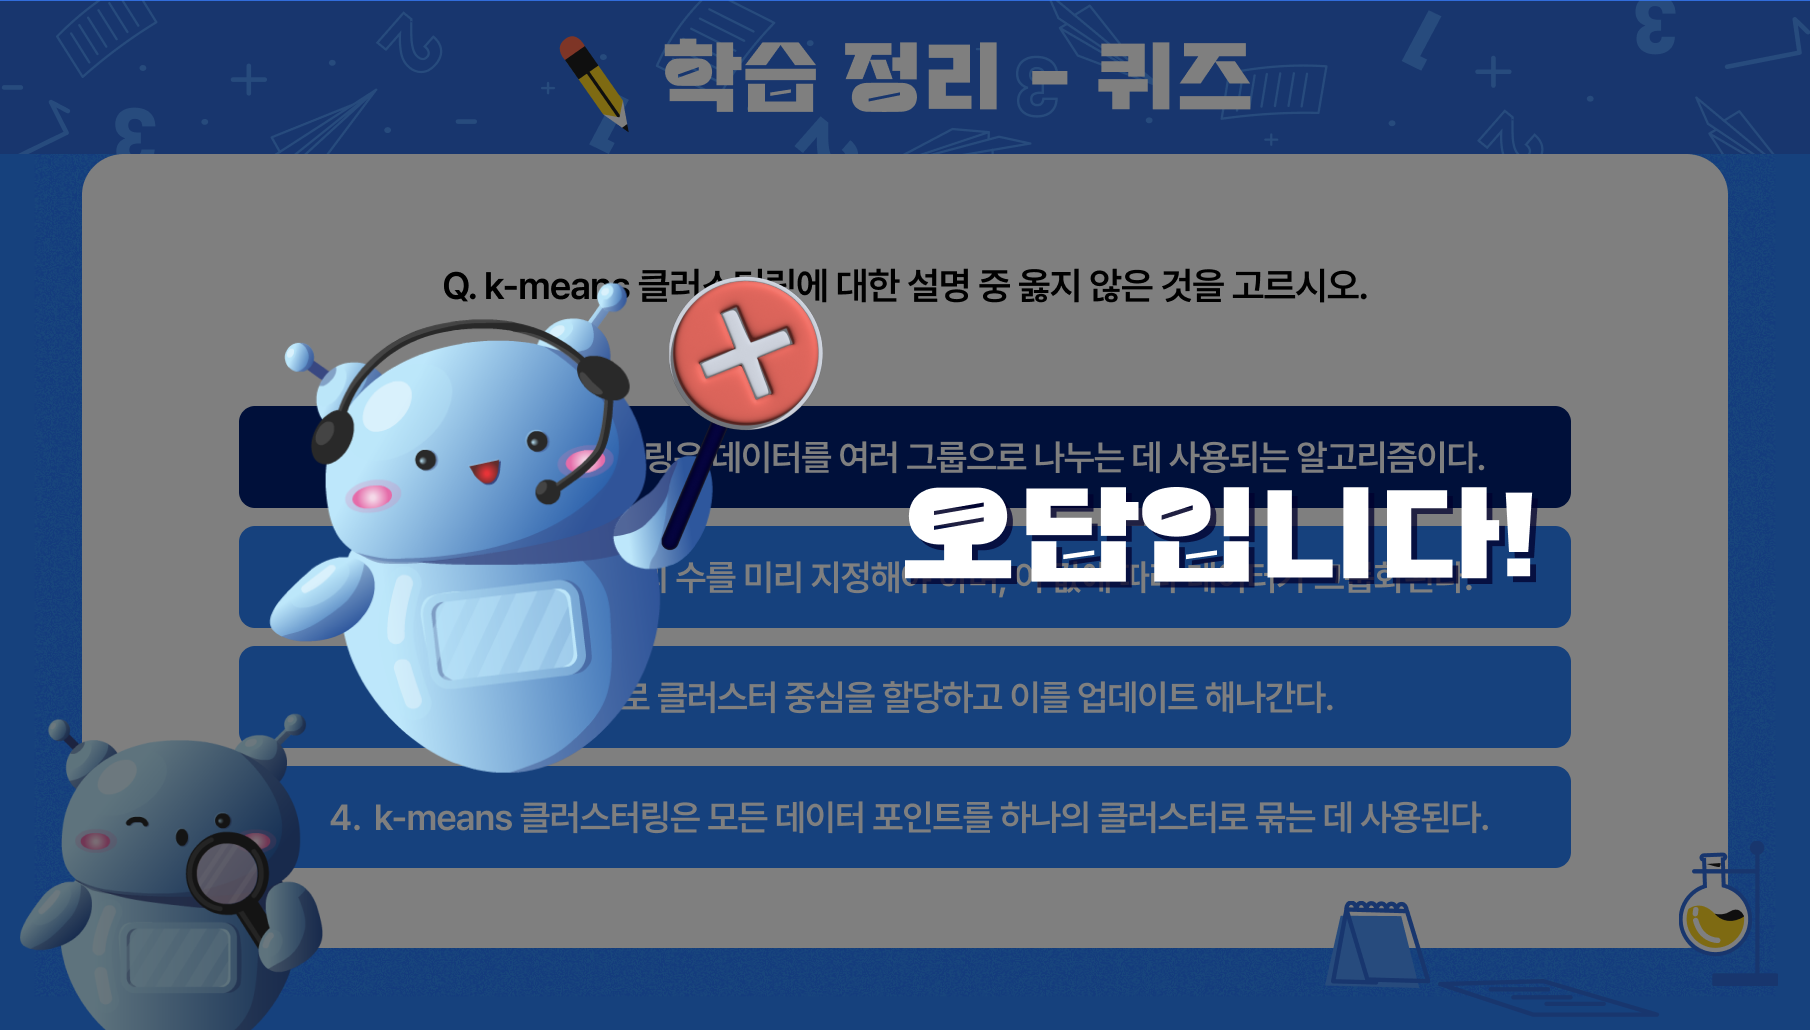 학습 정리 - 퀴즈
Q. k-means 클러스터링에 대한 설명 중 옳지 않은 것을 고르시오.
데이터를 여러 그룹으로 나누는 데 사용되는 알고리즘이다.
오답입니다!
수를 미리
클러스터 중심을 할당하고 이를 업데이트 해나간다.
4. k-means 클러스터링은 모든 데이터 포인트를 하나의 클러스터로 묶는 데 사용된다.